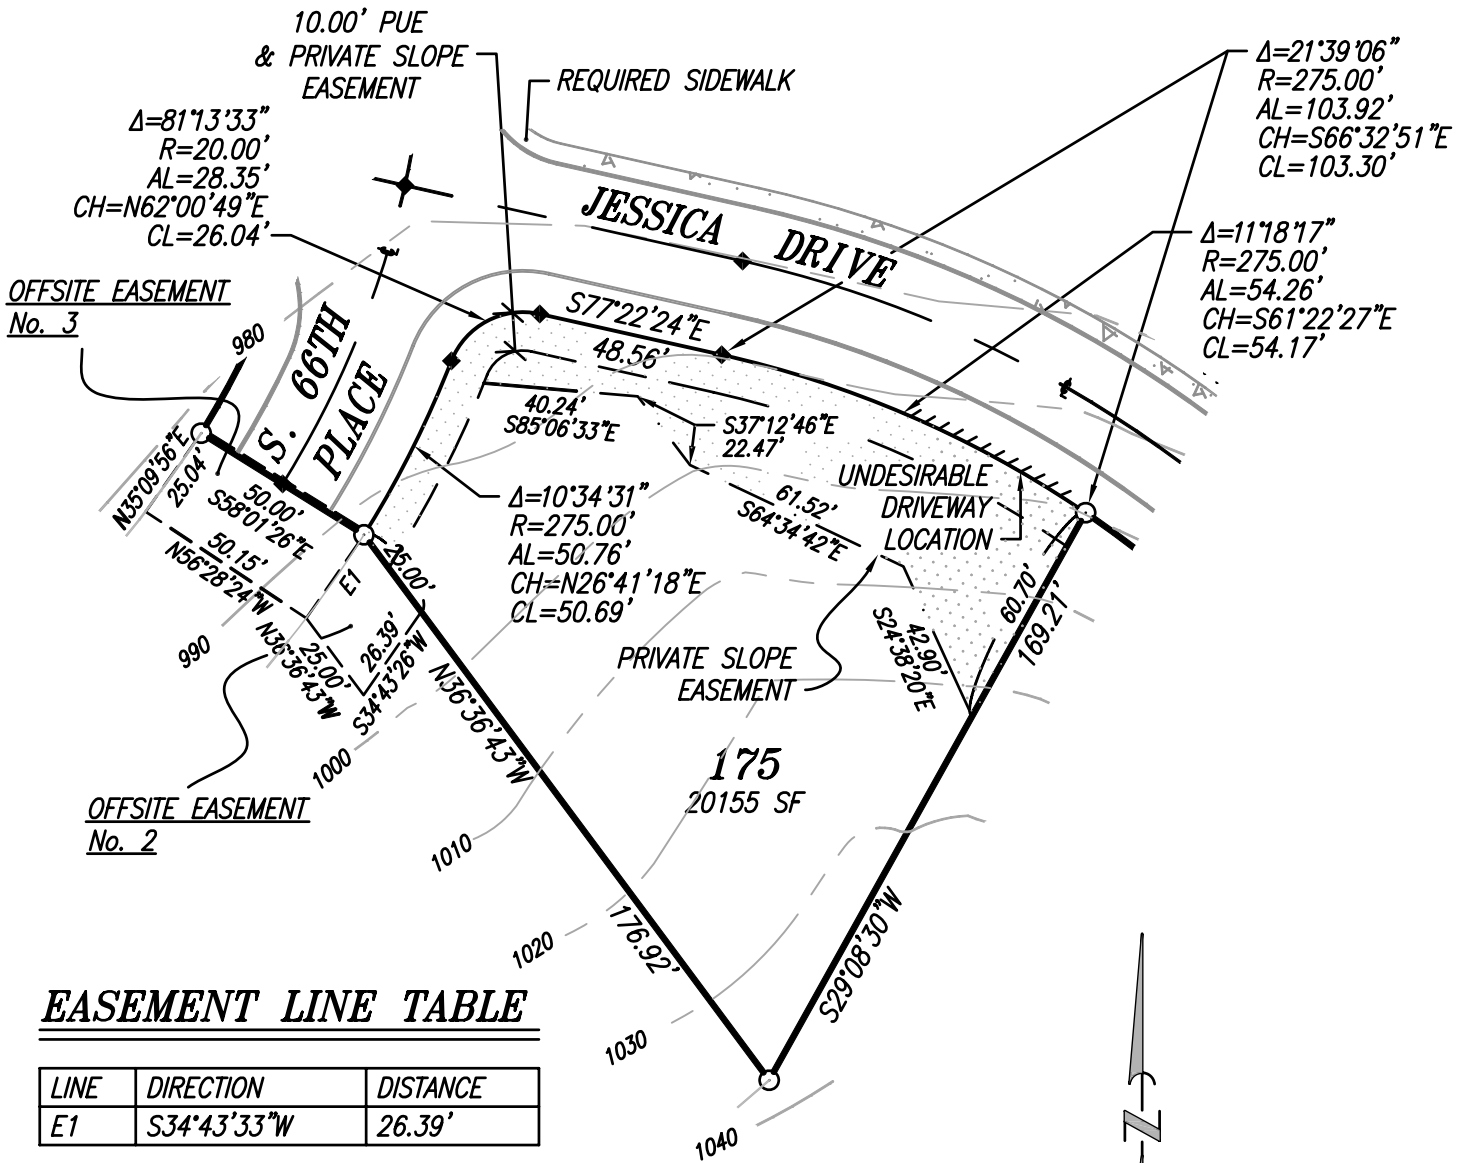 10.00' PUE
& PRIVATE SLOPE
EASEMENT
REQUIRED SIDEWALK
Δ=21°39'06"
R=275.00'
AL=103.92'
CH=S66°32'51"E
CL=103.30'
Δ=81°13'33"
R=20.00'
AL=28.35'
CH=N62°00'49"E
CL=26.04'
JESSICA DRIVE
Δ=11°18'17"
R=275.00'
AL=54.26'
CH=S61°22'27"E
CL=54.17'
OFFSITE EASEMENT
No. 3
980
S. 66TH
PLACE
S77°22'24"E
48.56'
40.24'
S85°06'33"E
S37°12'46"E
22.47'
N35°09'56"E
25.04'
50.00'
S58°01'26"E
50.15'
N56°28'24"W
Δ=10°34'31"
R=275.00'
AL=50.76'
CH=N26°41'18"E
CL=50.69'
61.52'
S64°34'42"E
UNDESIRABLE
DRIVEWAY
LOCATION
25.00'
E1
60.70'
169.21'
42.90'
S24°38'20"E
990
N36°36'43"W
25.00'
26.39'
S34°43'26"W
PRIVATE SLOPE
EASEMENT
N36°36'43"W
1000
175
20155 SF
OFFSITE EASEMENT
No. 2
1010
1020
176.92'
S29°08'30"W
1030
1040
EASEMENT LINE TABLE
LINE DIRECTION DISTANCE
E1 S34°43'33"W 26.39'
N